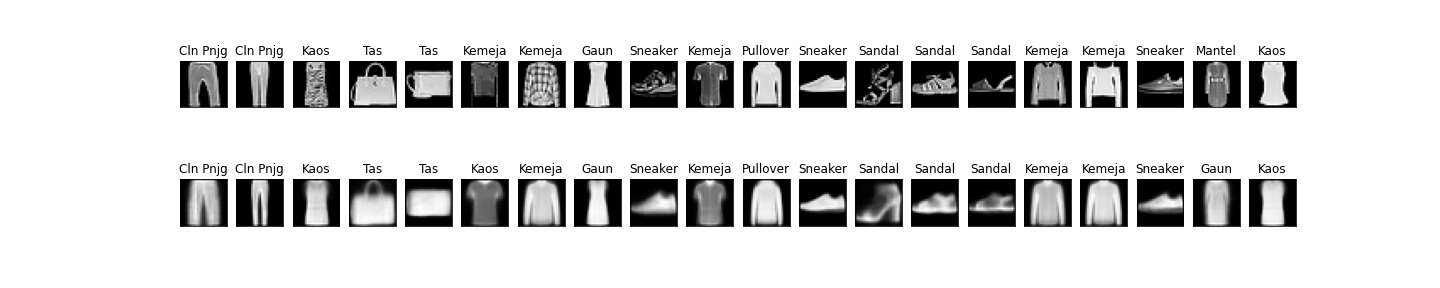 Cln Pnjg Cln Pnjg Kaos Tas Tas Kemeja Kemeja Gaun Sneaker Kemeja Pullover Sneaker Sandal Sandal Sandal Kemeja Kemeja Sneaker Mantel Kaos
Cln Pnjg Cln Pnjg Kaos Tas Tas Kaos Kemeja Gaun Sneaker Kemeja Pullover Sneaker Sandal Sandal Sandal Kemeja Kemeja Sneaker Gaun Kaos